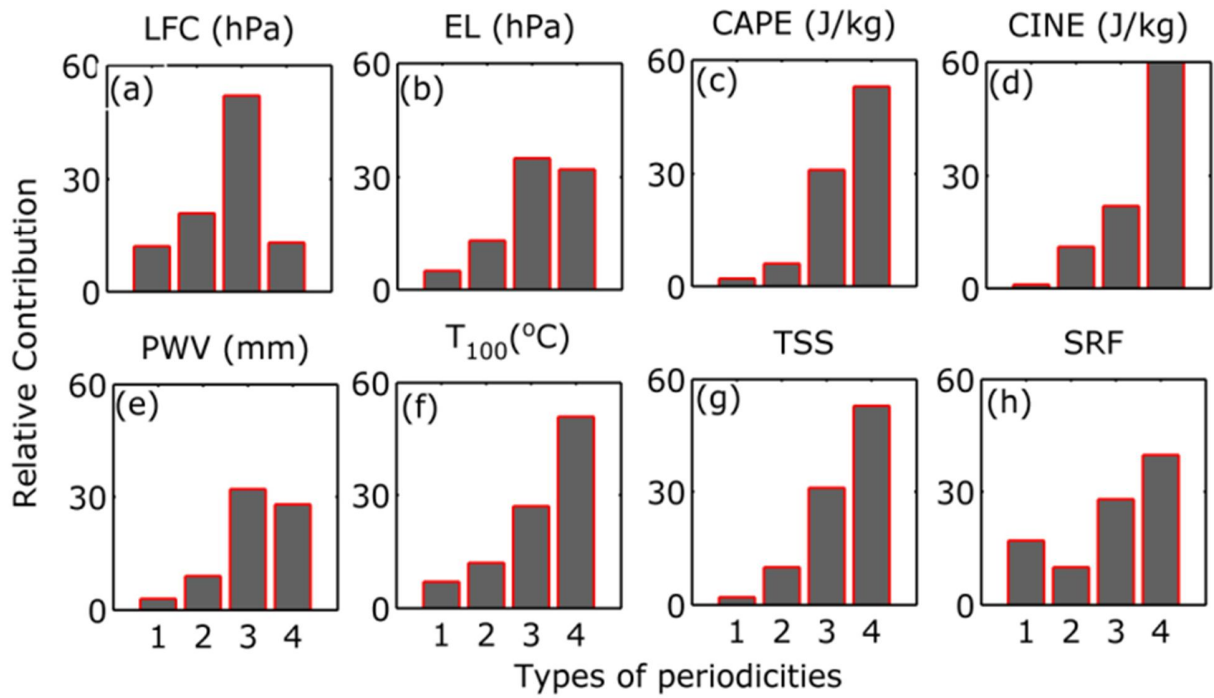 LFC (hPa) EL (hPa) CAPE (J/kg) CINE (J/kg)
60 60 60 60
(a) (b) (c) (d)
30 30 30 30
0 0 0 0
PWV (mm) T₁₀₀(°C) TSS SRF
60 60 60 60
(e) (f) (g) (h)
30 30 30 30
0 0 0 0
1 2 3 4 1 2 3 4 1 2 3 4 1 2 3 4
Types of periodicities
Relative Contribution